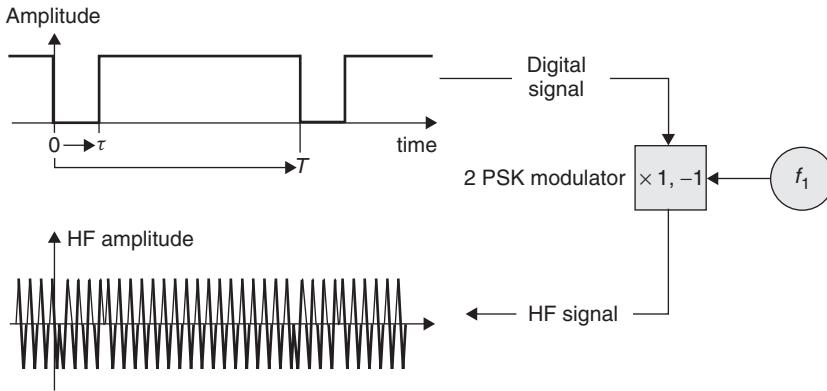 Amplitude
0 → τ
T
time
Digital
signal
2 PSK modulator
× 1, −1
f₁
HF amplitude
HF signal